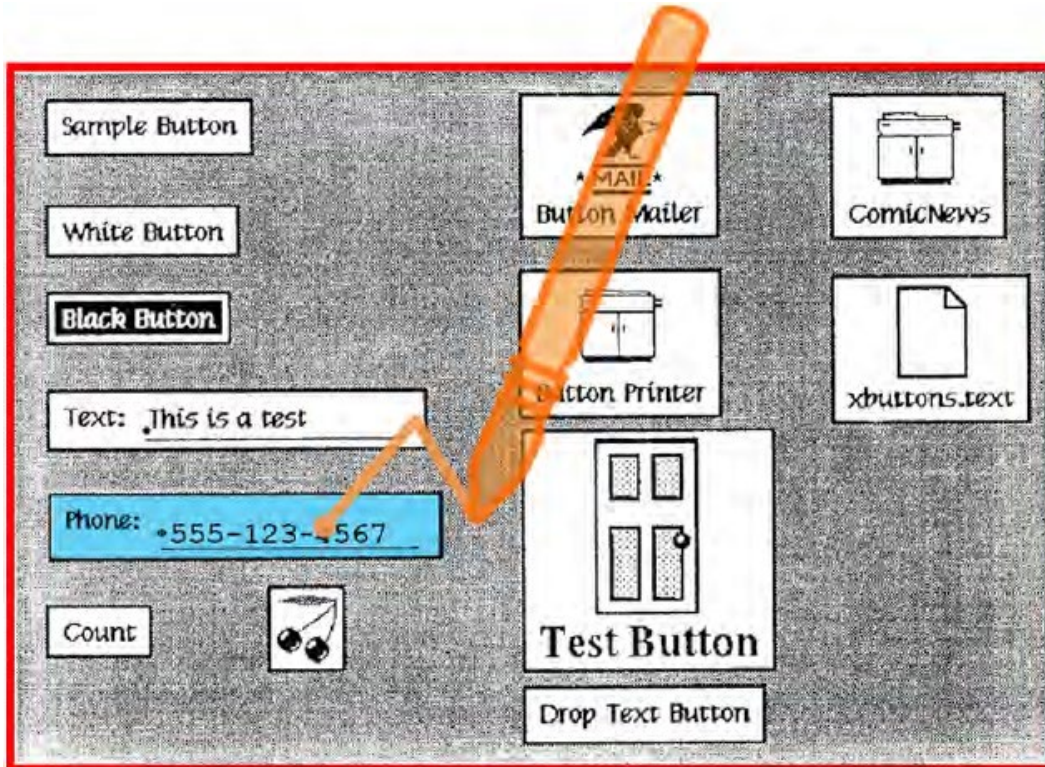 Sample Button
White Button
Black Button
Text: This is a test
Phone: 555-123-4567
Count
★ MAIL ★
Button Mailer
Button Printer
Test Button
Drop Text Button
ComicNews
xbuttons.text